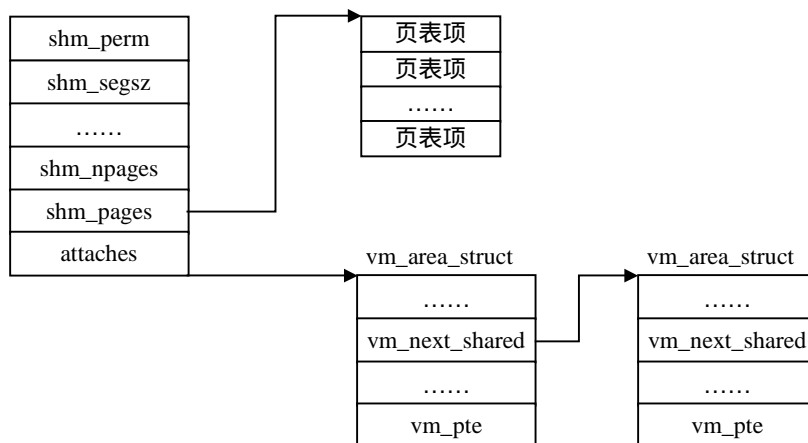 shm_perm
shm_segsz
……
shm_npages
shm_pages
attaches
页表项
页表项
……
页表项
vm_area_struct
……
vm_next_shared
……
vm_pte
vm_area_struct
……
vm_next_shared
……
vm_pte